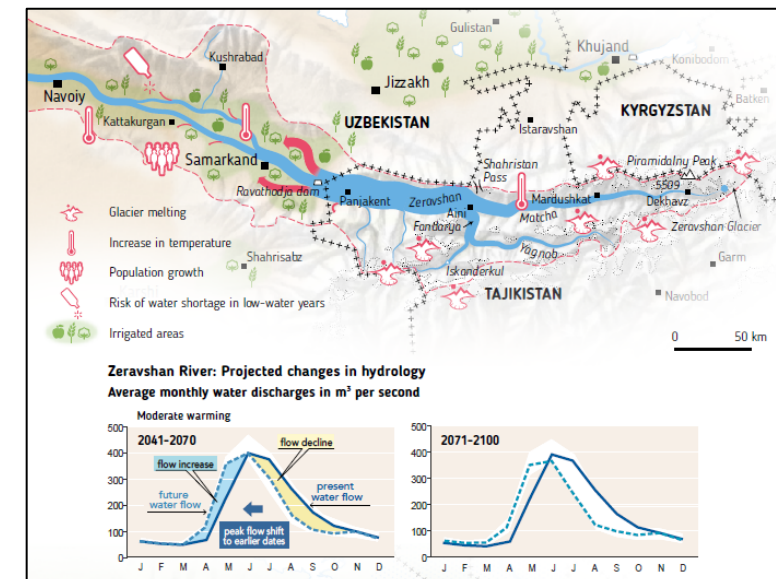 Gulistan
Kushrabad
Khujand
Konibodom
Navoiy
Jizzakh
Batken
UZBEKISTAN
KYRGYZSTAN
Kattakurgan
Istaravshan
Samarkand
Shahristan
Pass
Piramidalny Peak
5509
Ravathodja dam
Panjakent
Zeravshan
Mardushkat
Dekhavz
Aini
Matcha
Fandarya
Zeravshan Glacier
Yagnob
Shahrisabz
Iskanderkul
Garm
TAJIKISTAN
Navobod
Glacier melting
Increase in temperature
Population growth
Risk of water shortage in low-water years
Irrigated areas
0 50 km
Zeravshan River: Projected changes in hydrology
Average monthly water discharges in m³ per second
Moderate warming
500
400
300
200
100
0
2041-2070
flow increase
flow decline
future
water flow
present
water flow
peak flow shift
to earlier dates
J F M A M J J A S O N D
500
400
300
200
100
0
2071-2100
J F M A M J J A S O N D